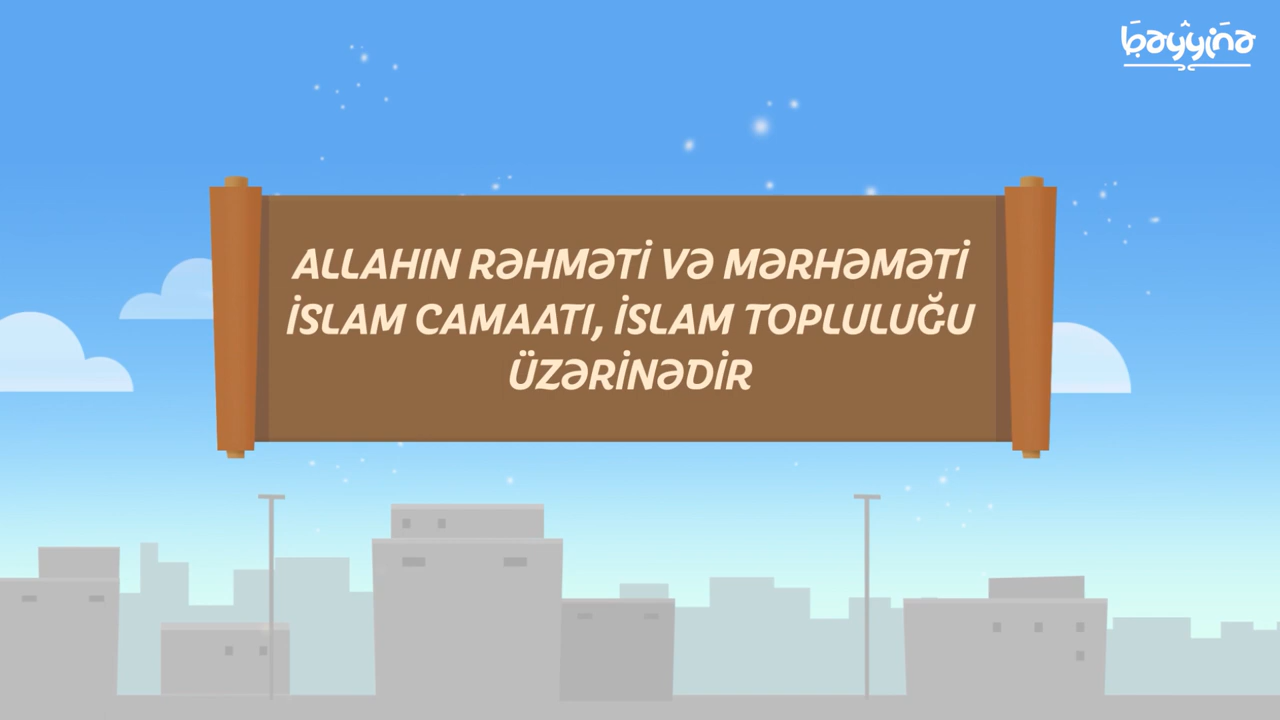 bəyyinə
ALLAHIN RƏHMƏTİ VƏ MƏRHƏMƏTİ
İSLAM CAMAATI, İSLAM TOPLULUĞU
ÜZƏRİNƏDİR